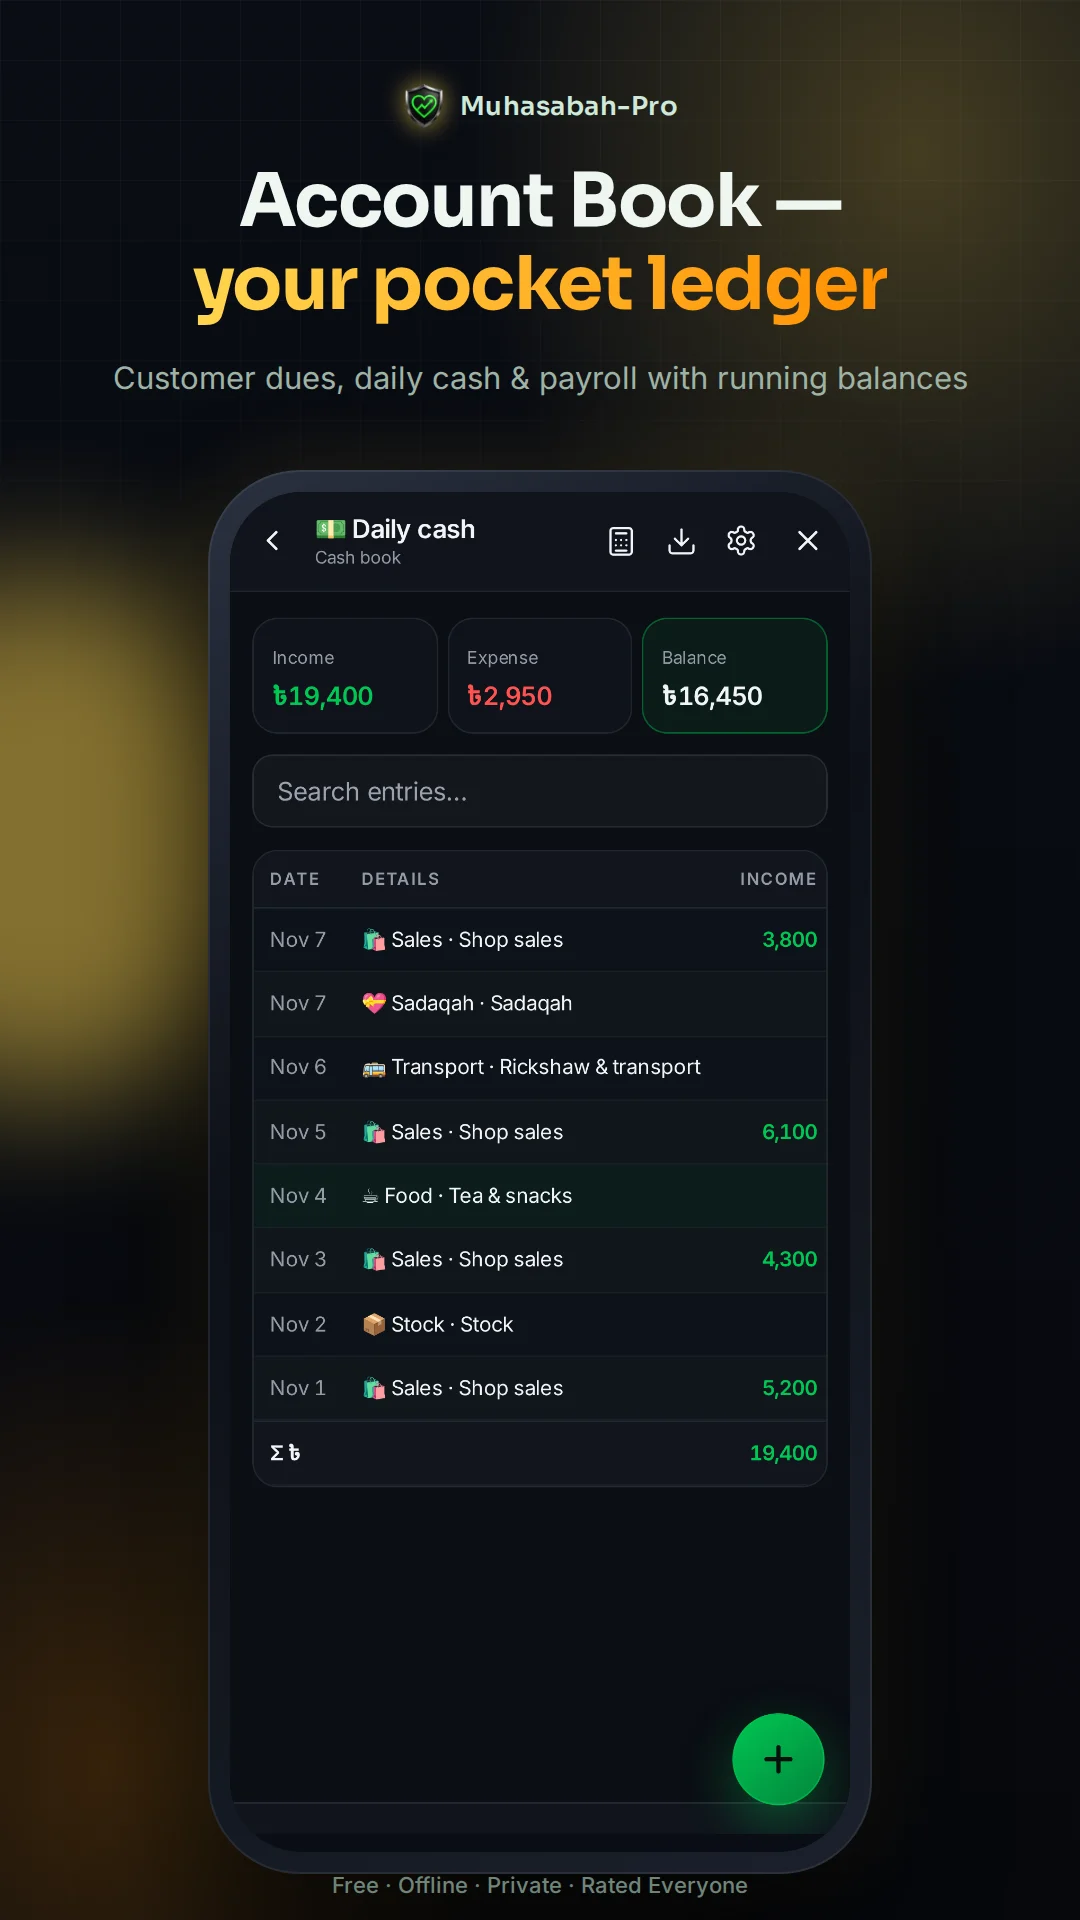 Muhasabah-Pro
Account Book —
your pocket ledger
Customer dues, daily cash & payroll with running balances
💵 Daily cash
Cash book
Income
৳19,400
Expense
৳2,950
Balance
৳16,450
Search entries...
DATE DETAILS INCOME
Nov 7 🛍️ Sales · Shop sales 3,800
Nov 7 💝 Sadaqah · Sadaqah
Nov 6 🚌 Transport · Rickshaw & transport
Nov 5 🛍️ Sales · Shop sales 6,100
Nov 4 ☕ Food · Tea & snacks
Nov 3 🛍️ Sales · Shop sales 4,300
Nov 2 📦 Stock · Stock
Nov 1 🛍️ Sales · Shop sales 5,200
Σ ৳ 19,400
Free · Offline · Private · Rated Everyone